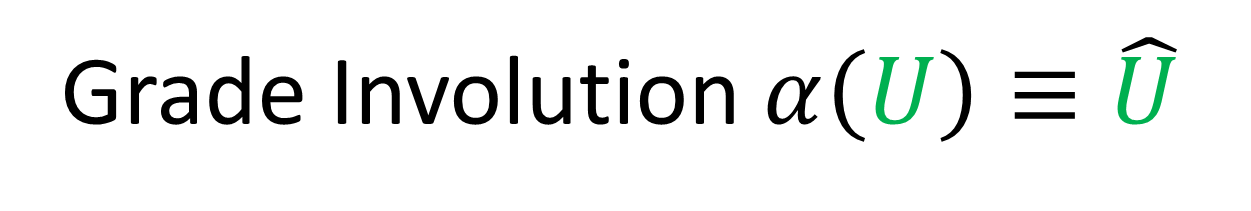 Grade Involution α(U) ≡ Û